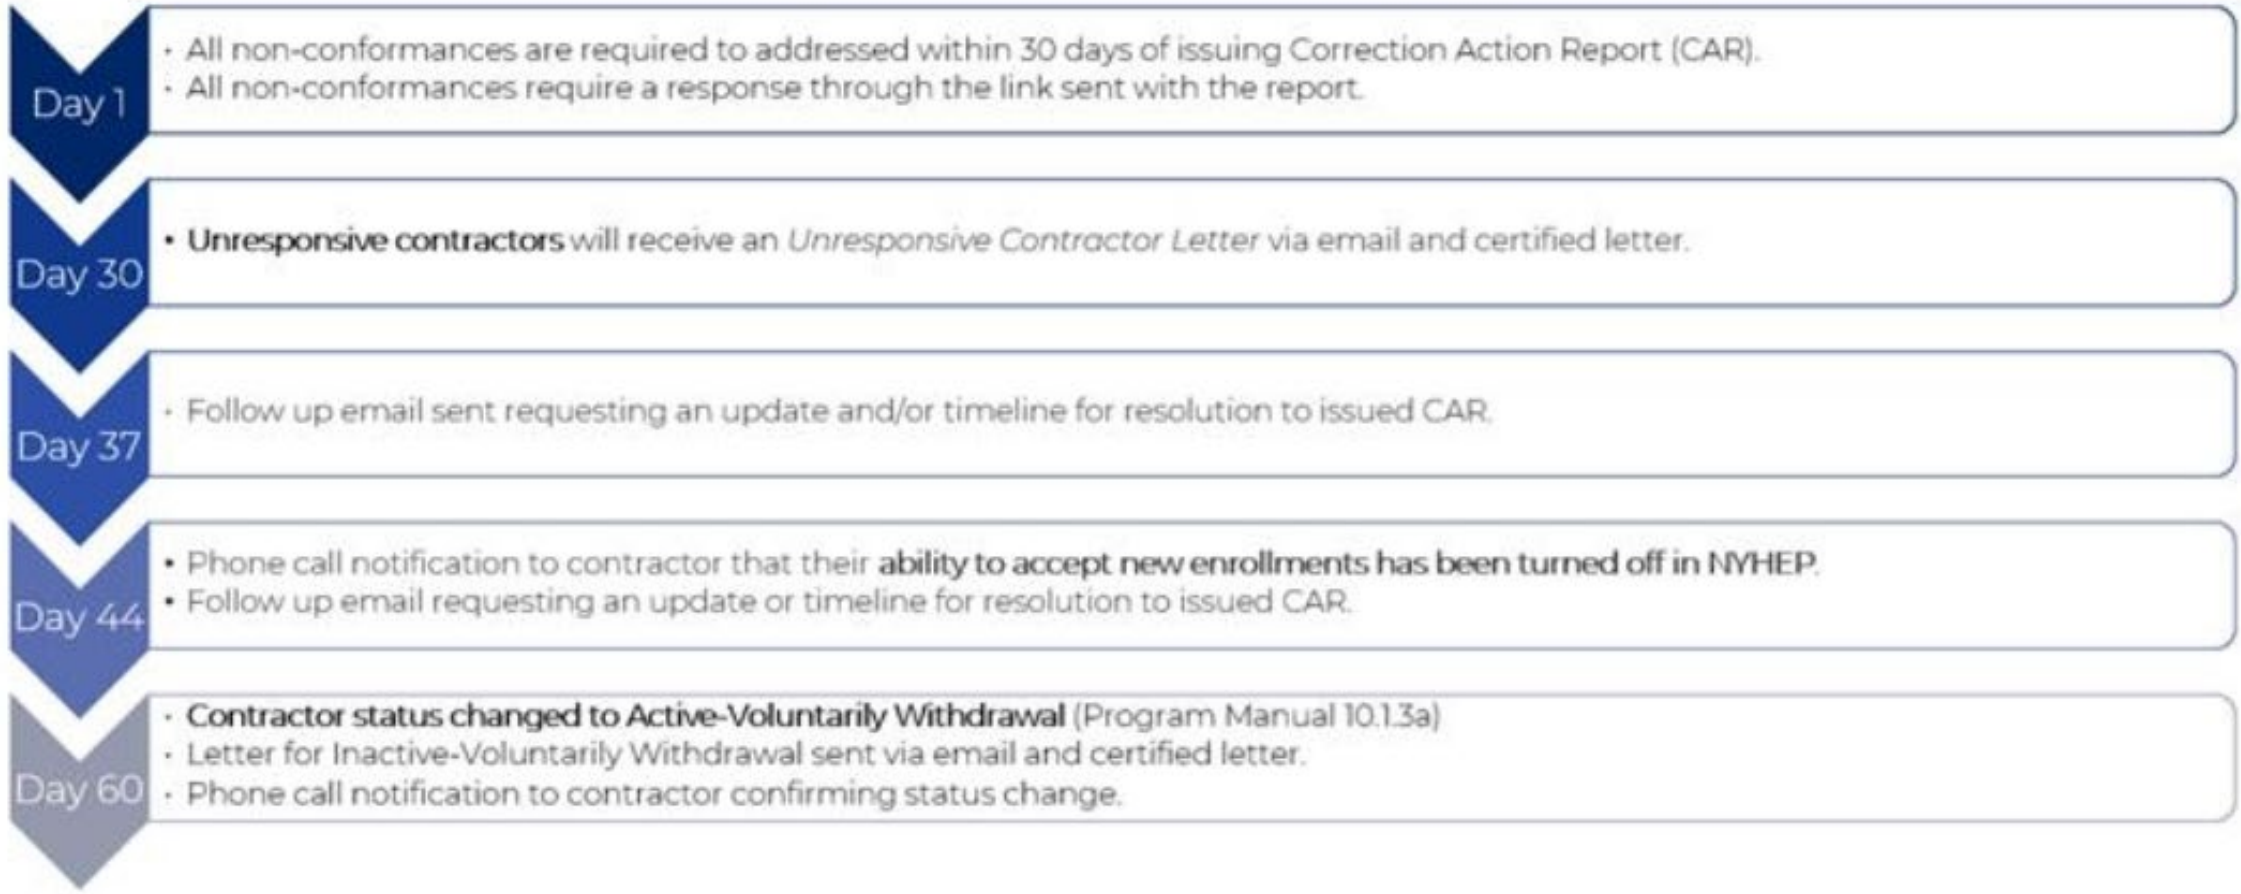 · All non-conformances are required to addressed within 30 days of issuing Correction Action Report (CAR).
Day 1
· All non-conformances require a response through the link sent with the report.
• Unresponsive contractors will receive an Unresponsive Contractor Letter via email and certified letter.
Day 30
· Follow up email sent requesting an update and/or timeline for resolution to issued CAR.
Day 37
• Phone call notification to contractor that their ability to accept new enrollments has been turned off in NYHEP.
• Follow up email requesting an update or timeline for resolution to issued CAR.
Day 44
· Contractor status changed to Active-Voluntarily Withdrawal (Program Manual 10.1.3a)
· Letter for Inactive-Voluntarily Withdrawal sent via email and certified letter.
Day 60
· Phone call notification to contractor confirming status change.